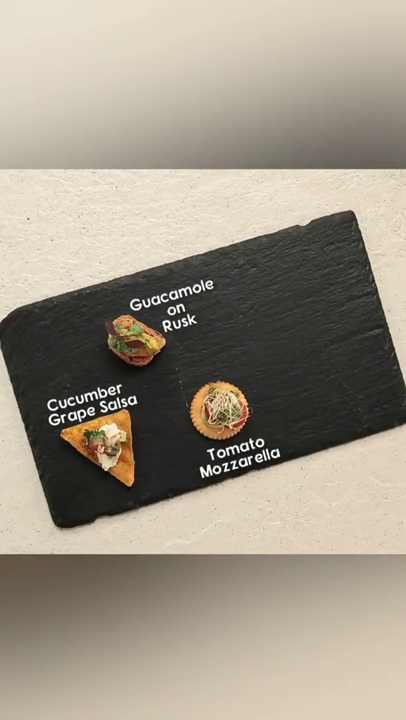 Guacamole
on
Rusk
Cucumber
Grape Salsa
Tomato
Mozzarella